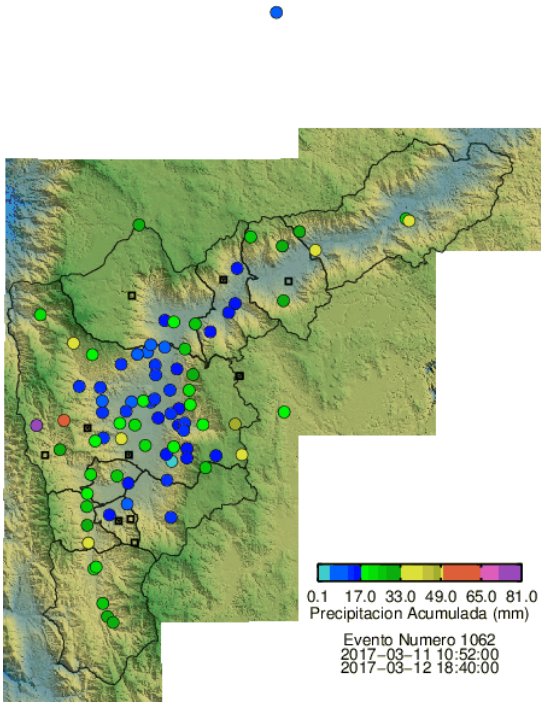 0.1 17.0 33.0 49.0 65.0 81.0
Precipitacion Acumulada (mm)
Evento Numero 1062
2017-03-11 10:52:00
2017-03-12 18:40:00